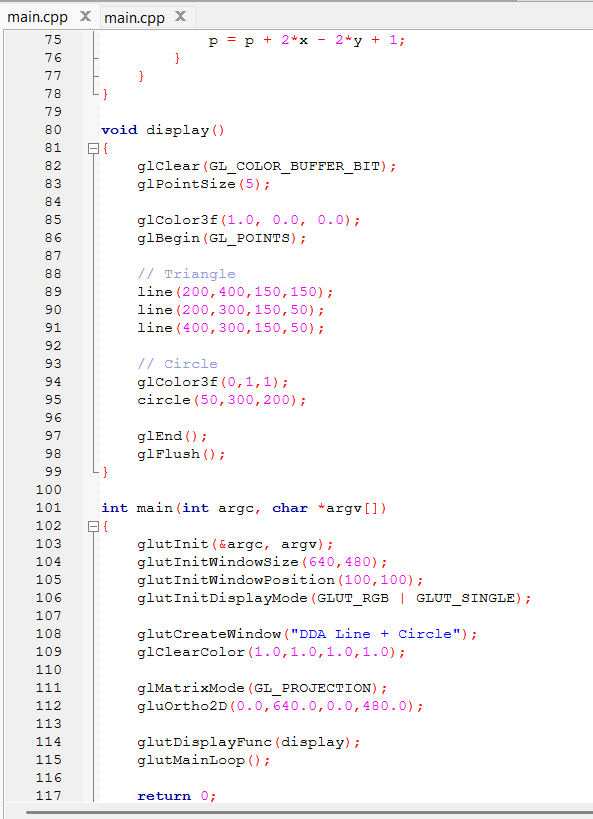 main.cpp X main.cpp X
75 p = p + 2*x - 2*y + 1;
76 }
77 }
78 }
79
80 void display()
81 {
82 glClear(GL_COLOR_BUFFER_BIT);
83 glPointSize(5);
84
85 glColor3f(1.0, 0.0, 0.0);
86 glBegin(GL_POINTS);
87
88 // Triangle
89 line(200,400,150,150);
90 line(200,300,150,50);
91 line(400,300,150,50);
92
93 // Circle
94 glColor3f(0,1,1);
95 circle(50,300,200);
96
97 glEnd();
98 glFlush();
99 }
100
101 int main(int argc, char *argv[])
102 {
103 glutInit(&argc, argv);
104 glutInitWindowSize(640,480);
105 glutInitWindowPosition(100,100);
106 glutInitDisplayMode(GLUT_RGB | GLUT_SINGLE);
107
108 glutCreateWindow("DDA Line + Circle");
109 glClearColor(1.0,1.0,1.0,1.0);
110
111 glMatrixMode(GL_PROJECTION);
112 gluOrtho2D(0.0,640.0,0.0,480.0);
113
114 glutDisplayFunc(display);
115 glutMainLoop();
116
117 return 0;